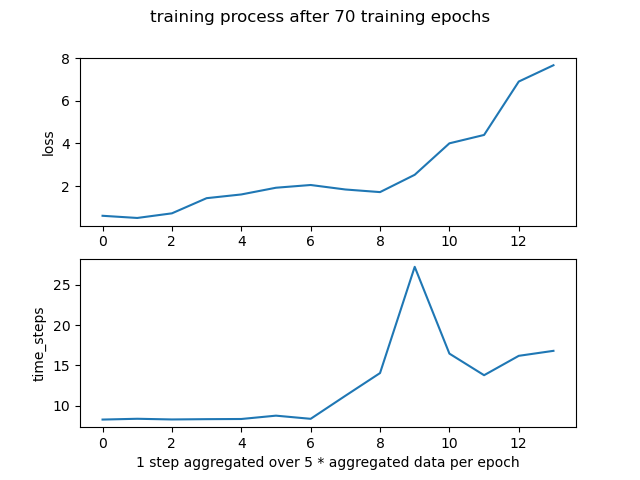 training process after 70 training epochs
8
6
4
2
loss
0 2 4 6 8 10 12
25
20
15
10
time_steps
0 2 4 6 8 10 12
1 step aggregated over 5 * aggregated data per epoch